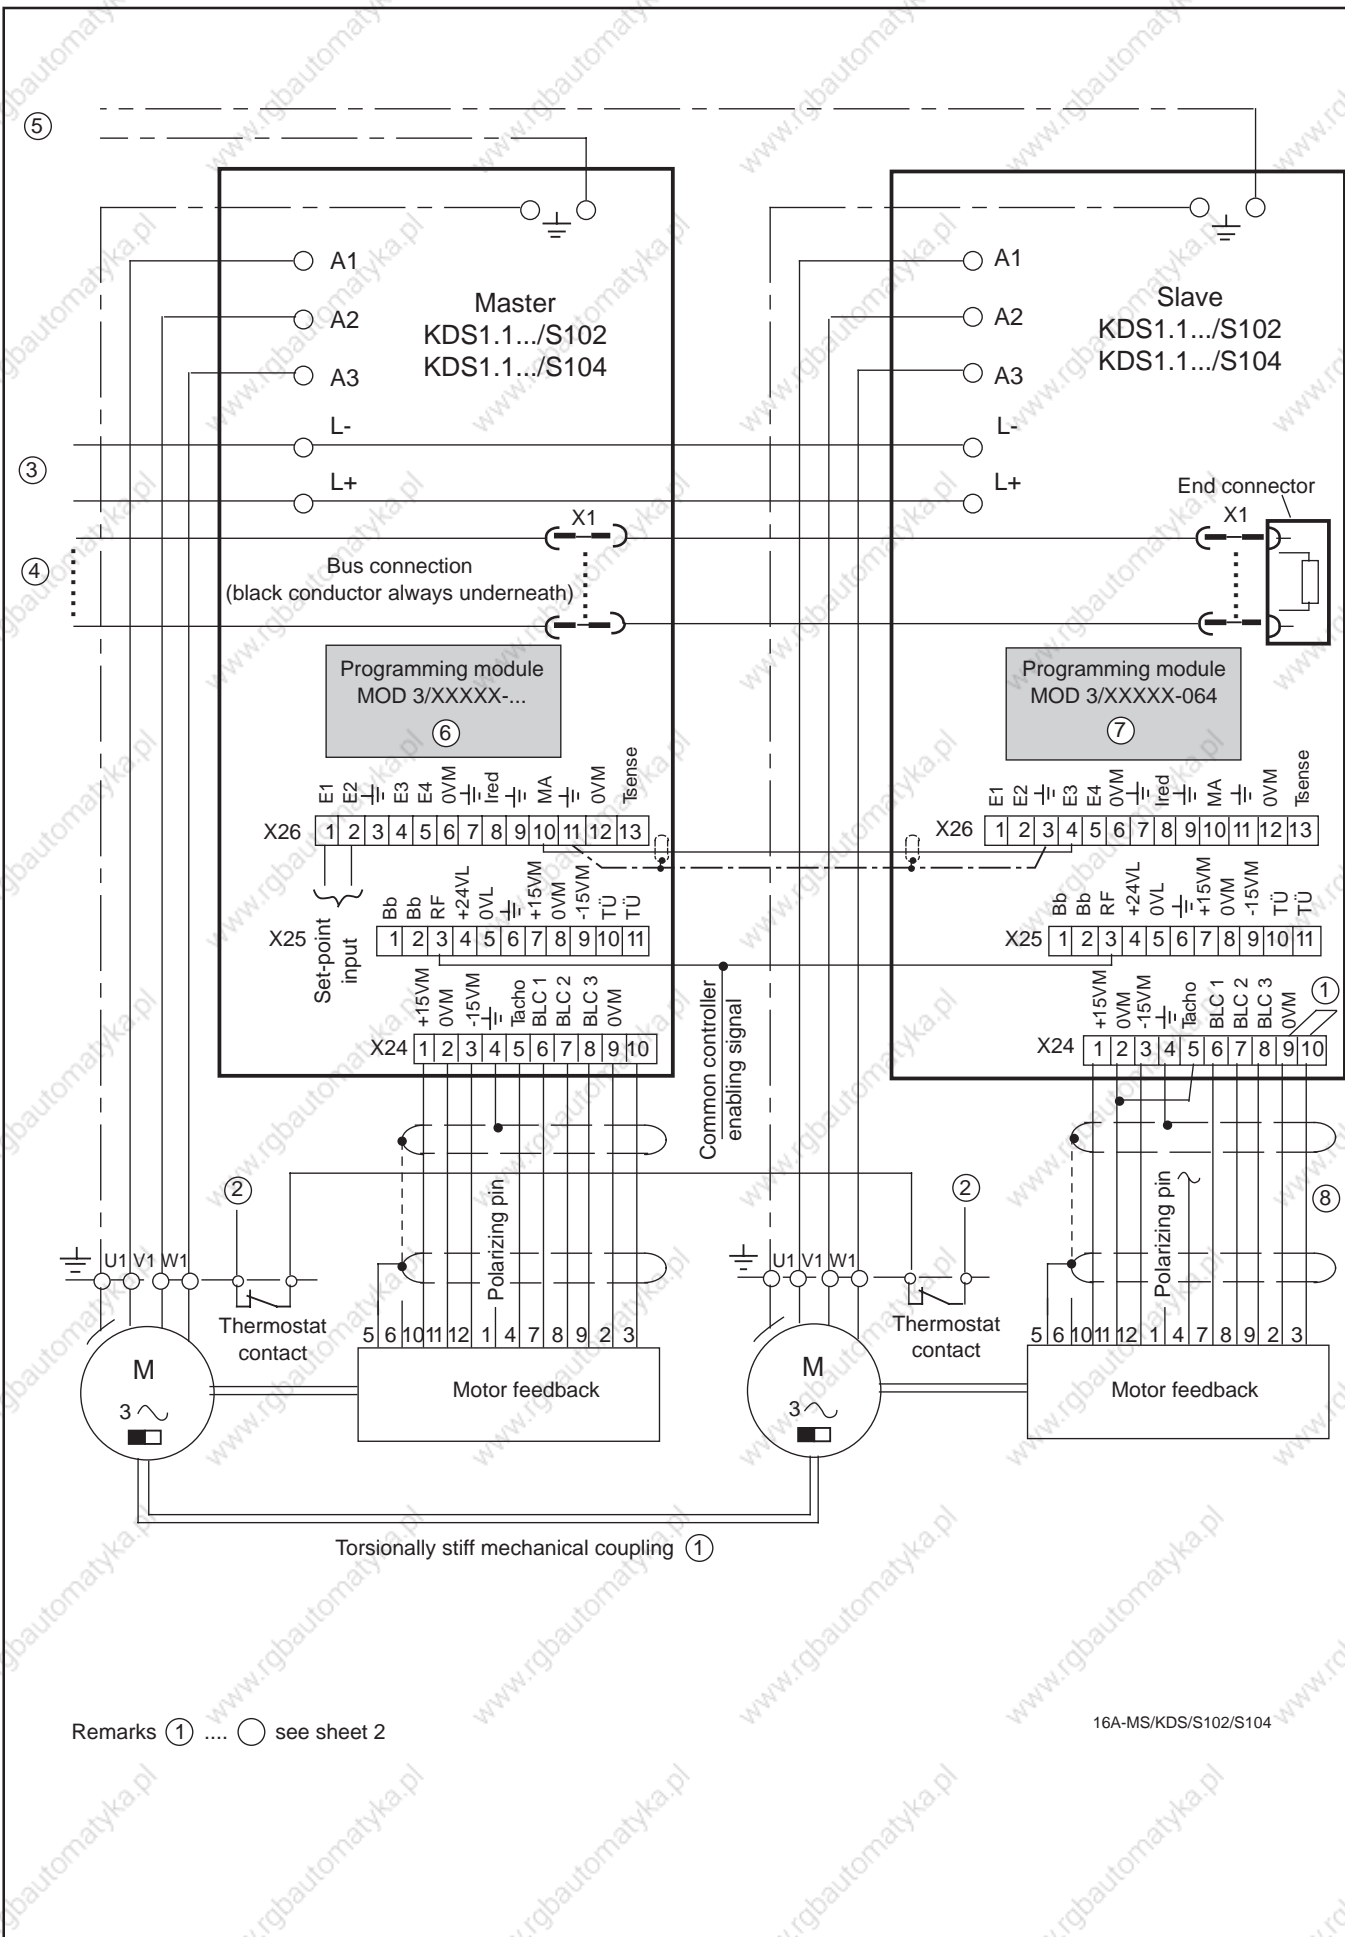 5
A1
A2
A3
Master
KDS1.1.../S102
KDS1.1.../S104
L-
L+
3
X1
4
Bus connection
(black conductor always underneath)
Programming module
MOD 3/XXXXX-...
6
E1 E2 E3 E4 0VM Ired MA 0VM Tsense
X26 1 2 3 4 5 6 7 8 9 10 11 12 13
Set-point
input
Bb Bb RF +24VL 0VL +15VM 0VM -15VM TÜ TÜ
X25 1 2 3 4 5 6 7 8 9 10 11
+15VM 0VM -15VM Tacho BLC 1 BLC 2 BLC 3 0VM
X24 1 2 3 4 5 6 7 8 9 10
Common controller
enabling signal
A1
A2
A3
Slave
KDS1.1.../S102
KDS1.1.../S104
L-
L+
End connector
X1
Programming module
MOD 3/XXXXX-064
7
E1 E2 E3 E4 0VM Ired MA 0VM Tsense
X26 1 2 3 4 5 6 7 8 9 10 11 12 13
Bb Bb RF +24VL 0VL +15VM 0VM -15VM TÜ TÜ
X25 1 2 3 4 5 6 7 8 9 10 11
+15VM 0VM -15VM Tacho BLC 1 BLC 2 BLC 3 0VM
1
X24 1 2 3 4 5 6 7 8 9 10
2
Polarizing pin
U1 V1 W1
Thermostat
contact
5 6 10 11 12 1 4 7 8 9 2 3
M
3
Motor feedback
2
Polarizing pin
8
U1 V1 W1
Thermostat
contact
5 6 10 11 12 1 4 7 8 9 2 3
M
3
Motor feedback
Torsionally stiff mechanical coupling 1
Remarks 1 .... see sheet 2
16A-MS/KDS/S102/S104
www.rgbautomatyka.pl